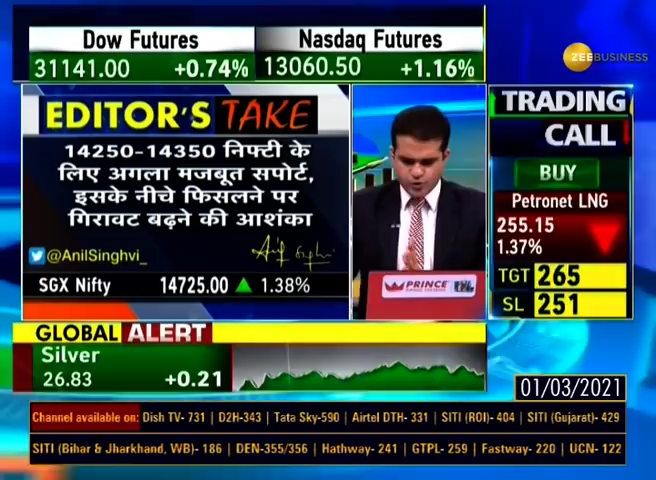 Dow Futures
31141.00 +0.74%
Nasdaq Futures
13060.50 +1.16%
ZEEBUSINESS
EDITOR'S TAKE
14250-14350 निफ्टी के
लिए अगला मजबूत सपोर्ट,
इसके नीचे फिसलने पर
गिरावट बढ़ने की आशंका
@AnilSinghvi_
SGX Nifty 14725.00 1.38%
PRINCE
TRADING
CALL
BUY
Petronet LNG
255.15
1.37%
TGT 265
SL 251
GLOBAL ALERT
Silver
26.83 +0.21
01/03/2021
Channel available on: Dish TV- 731 | D2H-343 | Tata Sky-590 | Airtel DTH- 331 | SITI (ROI)- 404 | SITI (Gujarat)- 429
SITI (Bihar & Jharkhand, WB)- 186 | DEN-355/356 | Hathway- 241 | GTPL- 259 | Fastway- 220 | UCN- 122